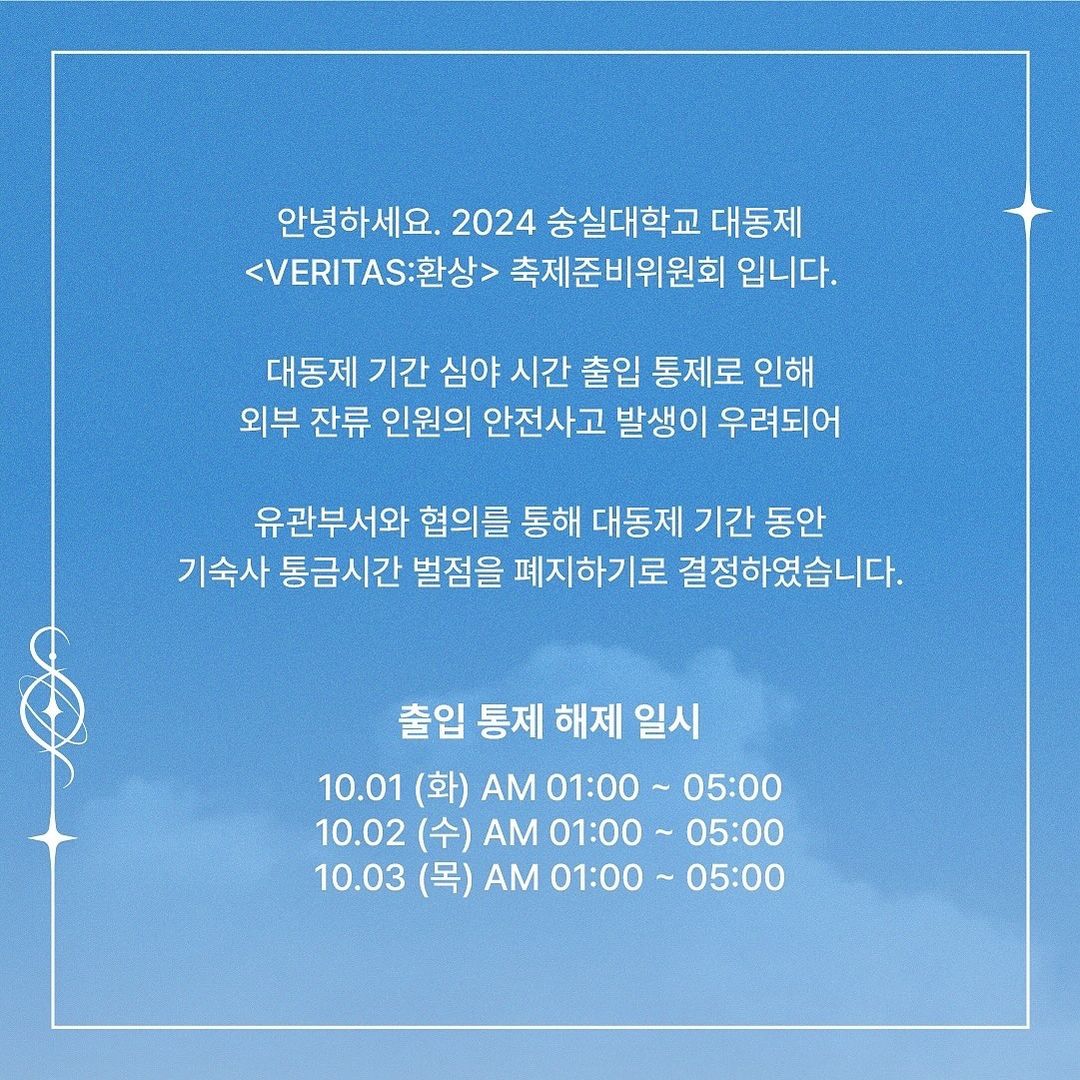 안녕하세요. 2024 숭실대학교 대동제
<VERITAS:환상> 축제준비위원회 입니다.
대동제 기간 심야 시간 출입 통제로 인해
외부 잔류 인원의 안전사고 발생이 우려되어
유관부서와 협의를 통해 대동제 기간 동안
기숙사 통금시간 벌점을 폐지하기로 결정하였습니다.
출입 통제 해제 일시
10.01 (화) AM 01:00 ~ 05:00
10.02 (수) AM 01:00 ~ 05:00
10.03 (목) AM 01:00 ~ 05:00